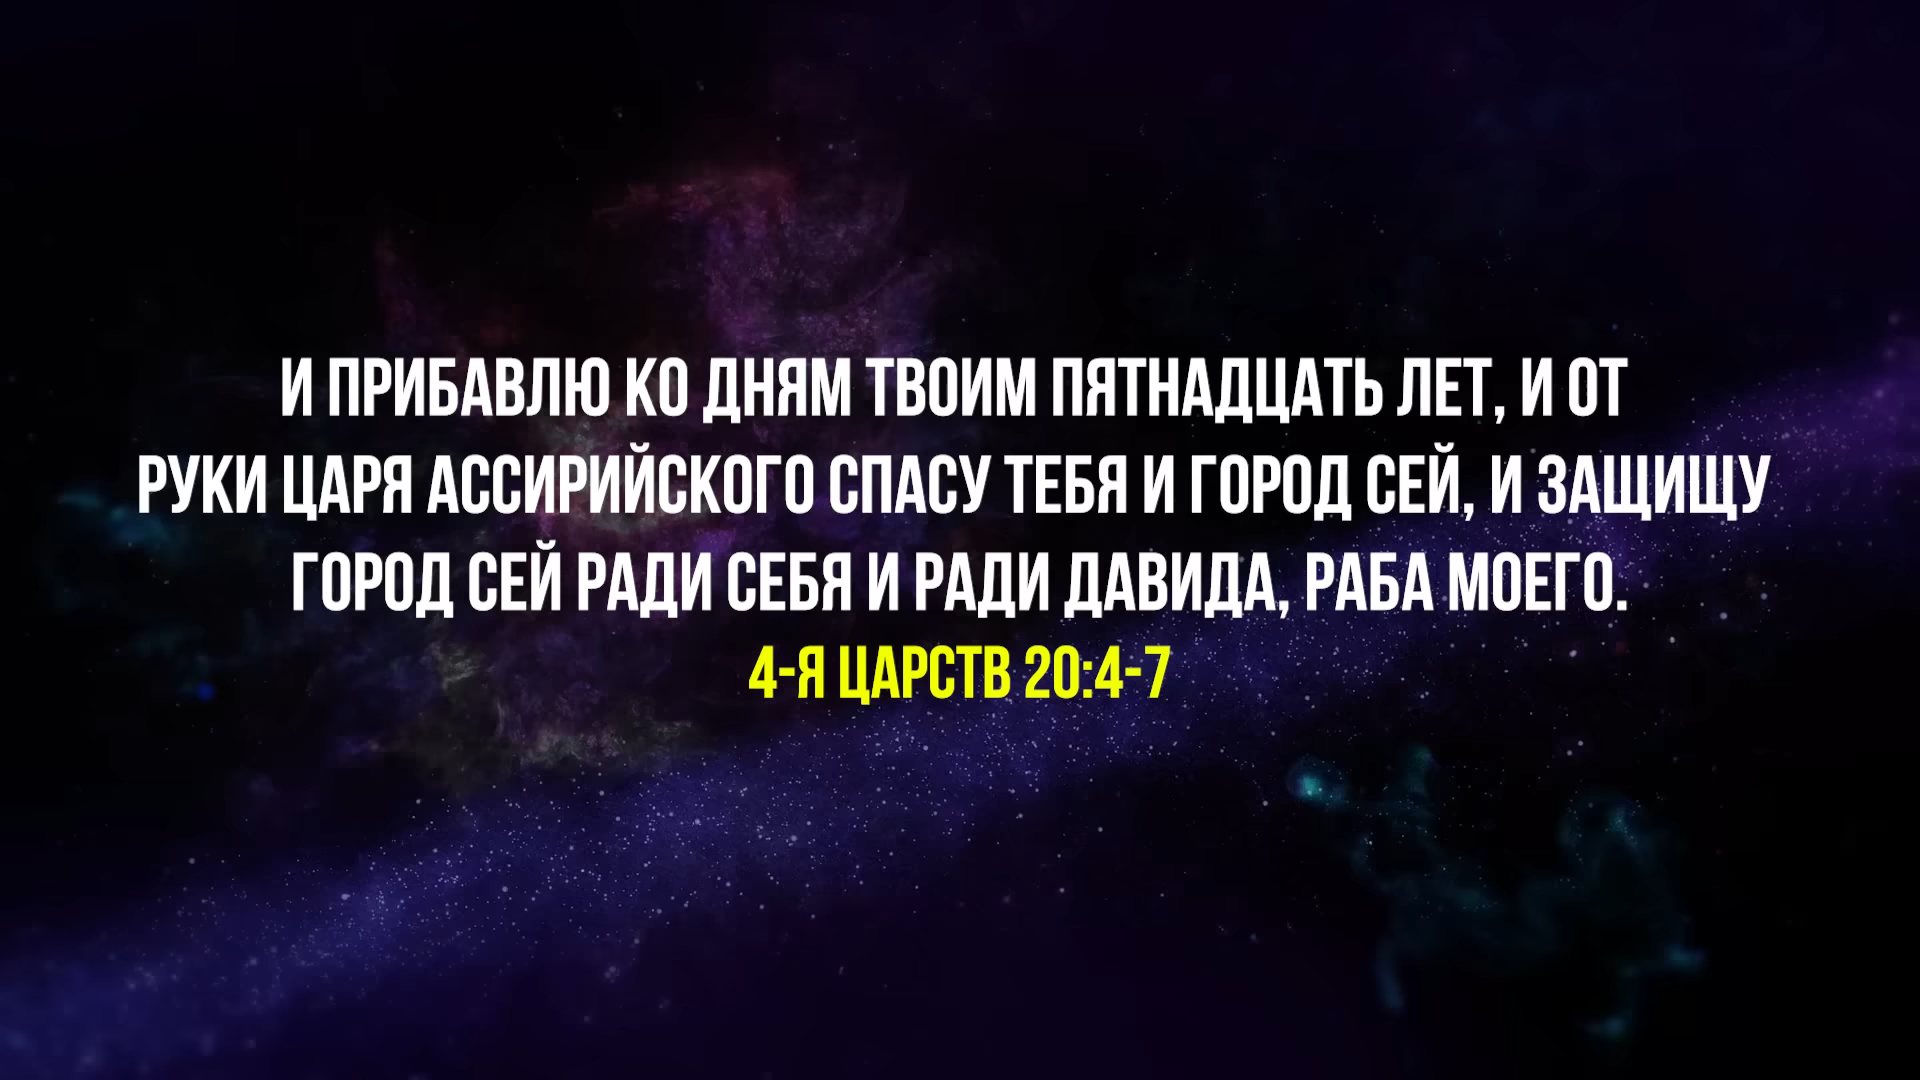 И ПРИБАВЛЮ КО ДНЯМ ТВОИМ ПЯТНАДЦАТЬ ЛЕТ, И ОТ
РУКИ ЦАРЯ АССИРИЙСКОГО СПАСУ ТЕБЯ И ГОРОД СЕЙ, И ЗАЩИЩУ
ГОРОД СЕЙ РАДИ СЕБЯ И РАДИ ДАВИДА, РАБА МОЕГО.
4-Я ЦАРСТВ 20:4-7